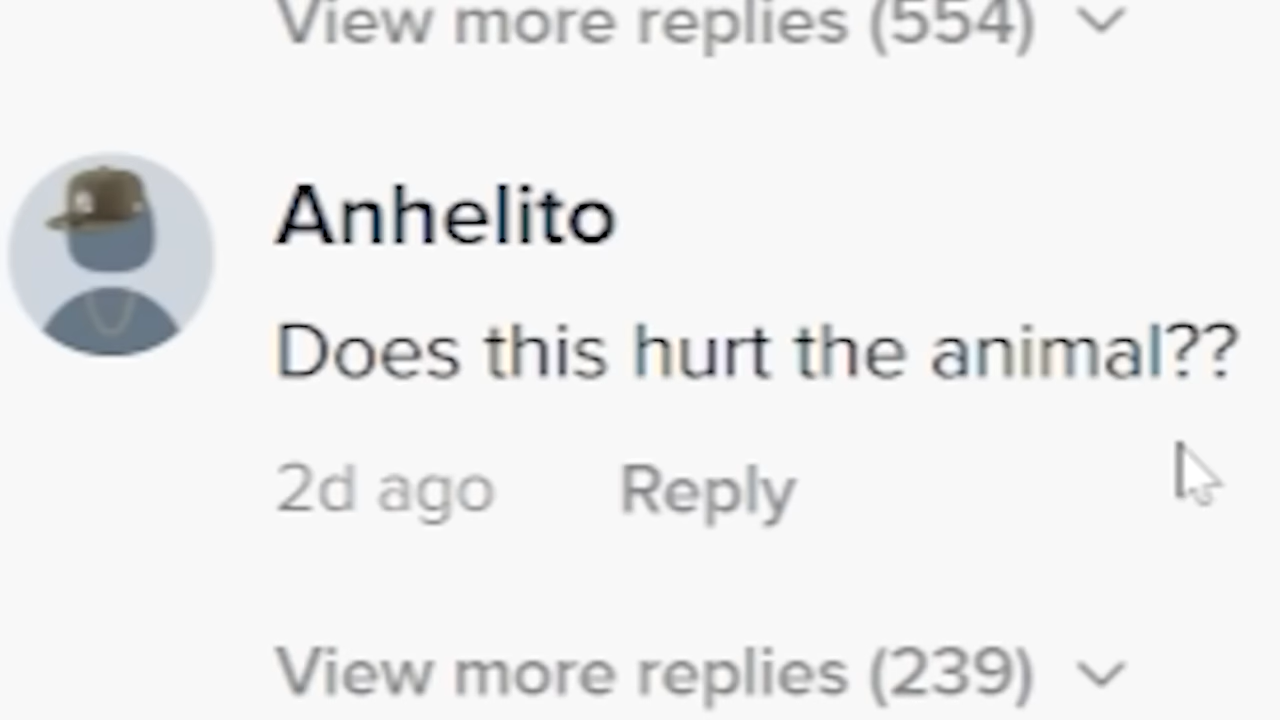 View more replies (554)
Anhelito
Does this hurt the animal??
2d ago Reply
View more replies (239)